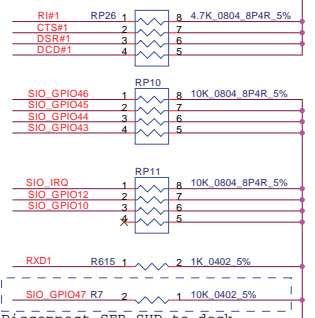 RI#1 RP26 1 8 4.7K_0804_8P4R_5%
CTS#1 2 7
DSR#1 3 6
DCD#1 4 5
RP10
SIO_GPIO46 1 8 10K_0804_8P4R_5%
SIO_GPIO45 2 7
SIO_GPIO44 3 6
SIO_GPIO43 4 5
RP11
SIO_IRQ 1 8 10K_0804_8P4R_5%
SIO_GPIO12 2 7
SIO_GPIO10 3 6
4 5
RXD1 R615 1 2 1K_0402_5%
SIO_GPIO47 R7 2 1 10K_0402_5%